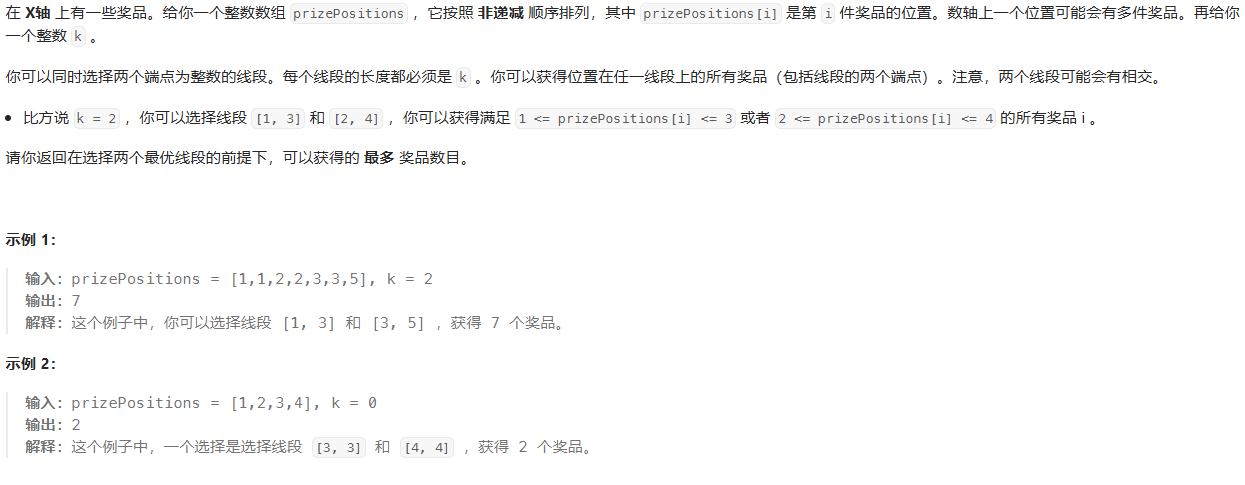 在 X轴 上有一些奖品。给你一个整数数组 prizePositions ，它按照 非递减 顺序排列，其中 prizePositions[i] 是第 i 件奖品的位置。数轴上一个位置可能会有多件奖品。再给你
一个整数 k 。
你可以同时选择两个端点为整数的线段。每个线段的长度都必须是 k 。你可以获得位置在任一线段上的所有奖品（包括线段的两个端点）。注意，两个线段可能会有相交。
• 比方说 k = 2 ，你可以选择线段 [1, 3] 和 [2, 4] ，你可以获得满足 1 <= prizePositions[i] <= 3 或者 2 <= prizePositions[i] <= 4 的所有奖品 i 。
请你返回在选择两个最优线段的前提下，可以获得的 最多 奖品数目。
示例 1：
输入：prizePositions = [1,1,2,2,3,3,5], k = 2
输出：7
解释：这个例子中，你可以选择线段 [1, 3] 和 [3, 5] ，获得 7 个奖品。
示例 2：
输入：prizePositions = [1,2,3,4], k = 0
输出：2
解释：这个例子中，一个选择是选择线段 [3, 3] 和 [4, 4] ，获得 2 个奖品。